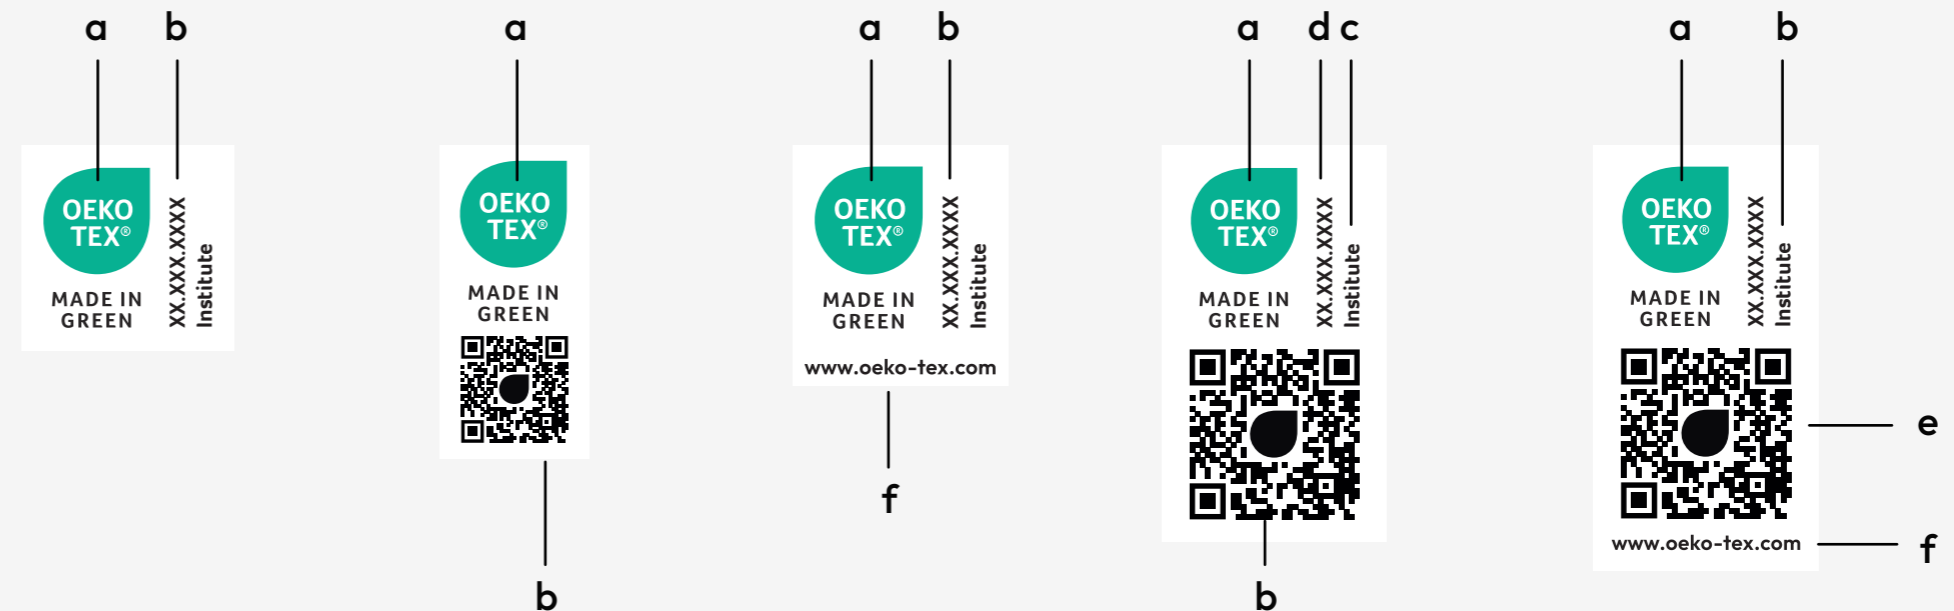 a b
OEKO
TEX®
MADE IN
GREEN
XX.XXX.XXXX
Institute
a
OEKO
TEX®
MADE IN
GREEN
b
a b
OEKO
TEX®
MADE IN
GREEN
XX.XXX.XXXX
Institute
www.oeko-tex.com
f
a d c
OEKO
TEX®
MADE IN
GREEN
XX.XXX.XXXX
Institute
b
a b
OEKO
TEX®
MADE IN
GREEN
XX.XXX.XXXX
Institute
e
www.oeko-tex.com
f